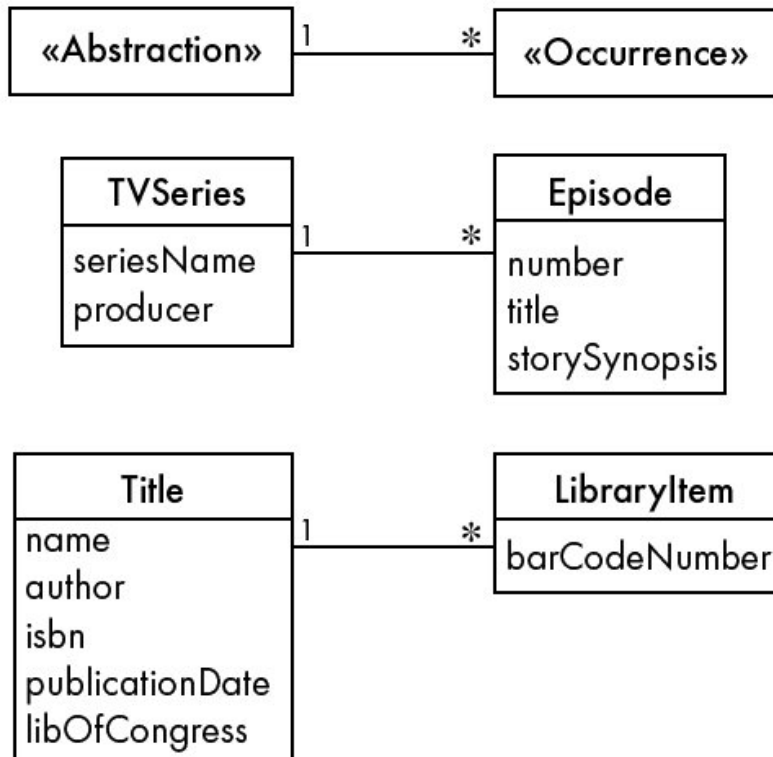 «Abstraction» 1 * «Occurrence»
TVSeries
seriesName
producer
1 *
Episode
number
title
storySynopsis
Title
name
author
isbn
publicationDate
libOfCongress
1 *
LibraryItem
barCodeNumber